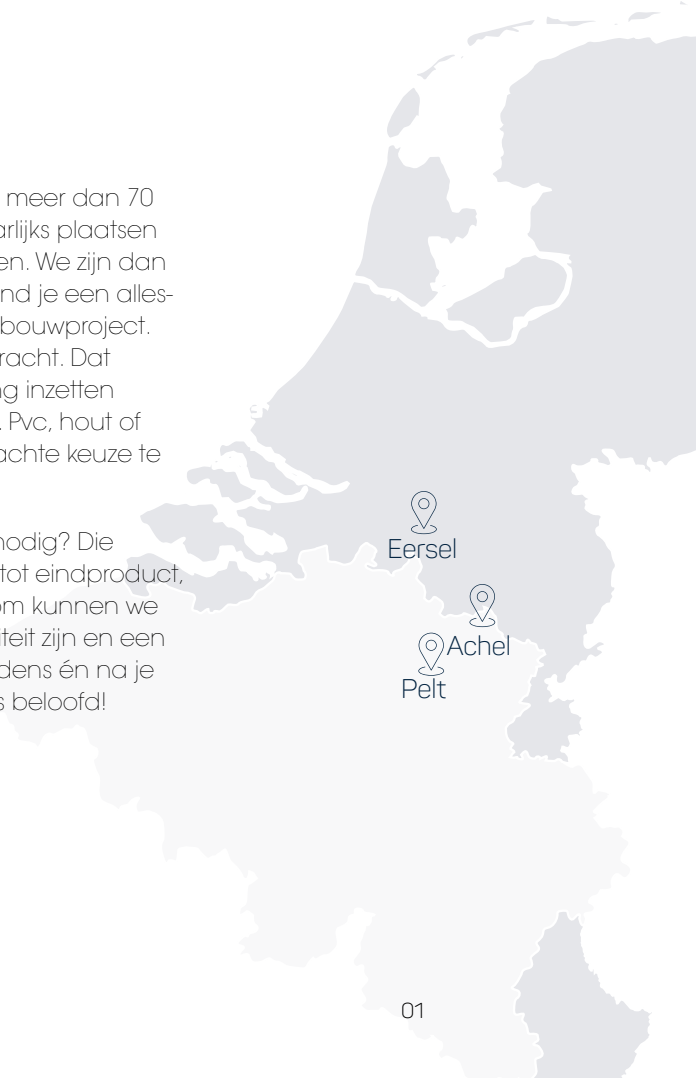 meer dan 70
arlijks plaatsen
en. We zijn dan
nd je een alles-
bouwproject.
racht. Dat
ng inzetten
. Pvc, hout of
achte keuze te
nodig? Die
tot eindproduct,
om kunnen we
iteit zijn en een
dens én na je
s beloofd!
Eersel
Achel
Pelt
01